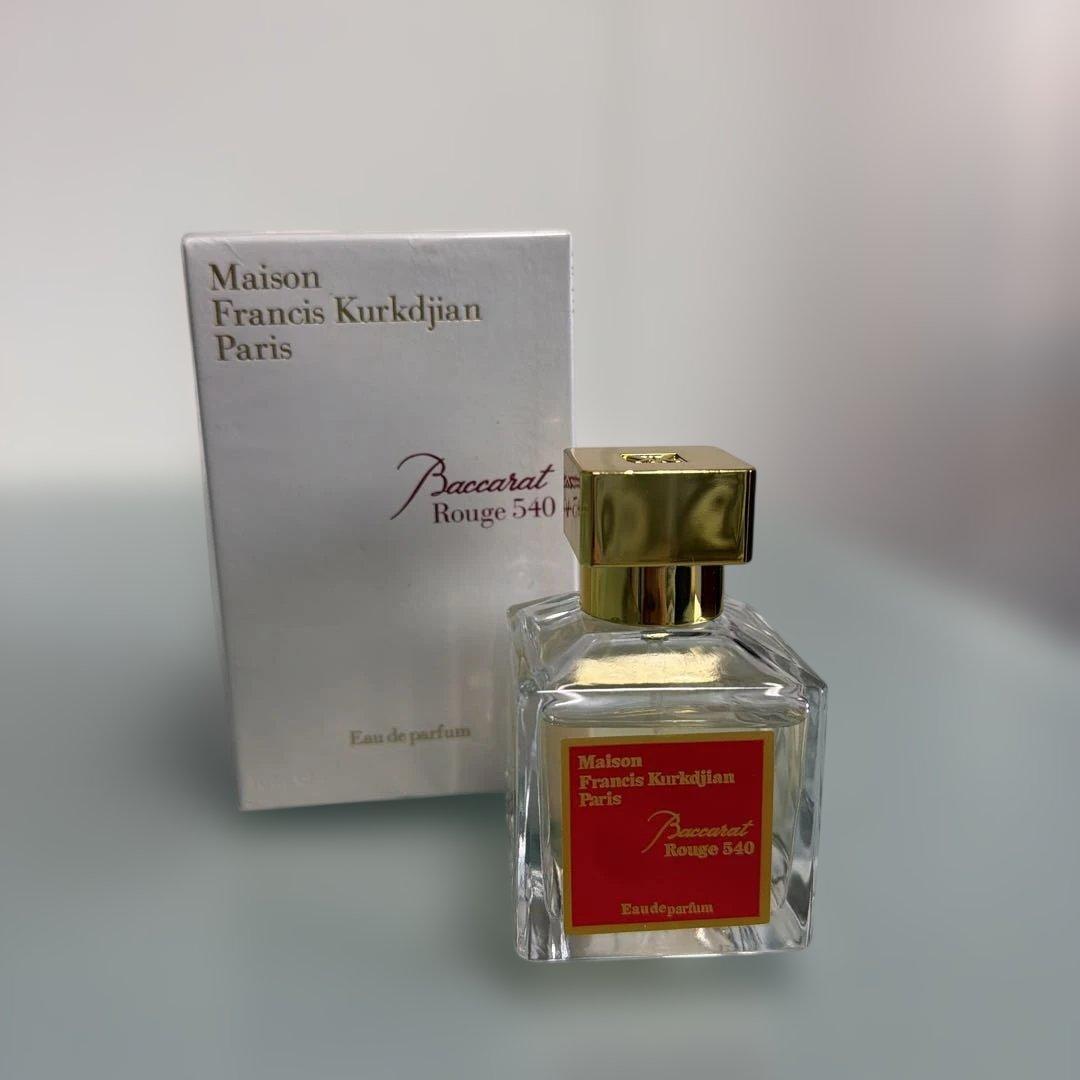 Maison
Francis Kurkdjian
Paris
Baccarat
Rouge 540
Eau de parfum
Maison
Francis Kurkdjian
Paris
Baccarat
Rouge 540
Eau de parfum